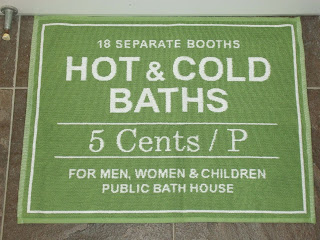 18 SEPARATE BOOTHS
HOT & COLD
BATHS
5 Cents / P
FOR MEN, WOMEN & CHILDREN
PUBLIC BATH HOUSE